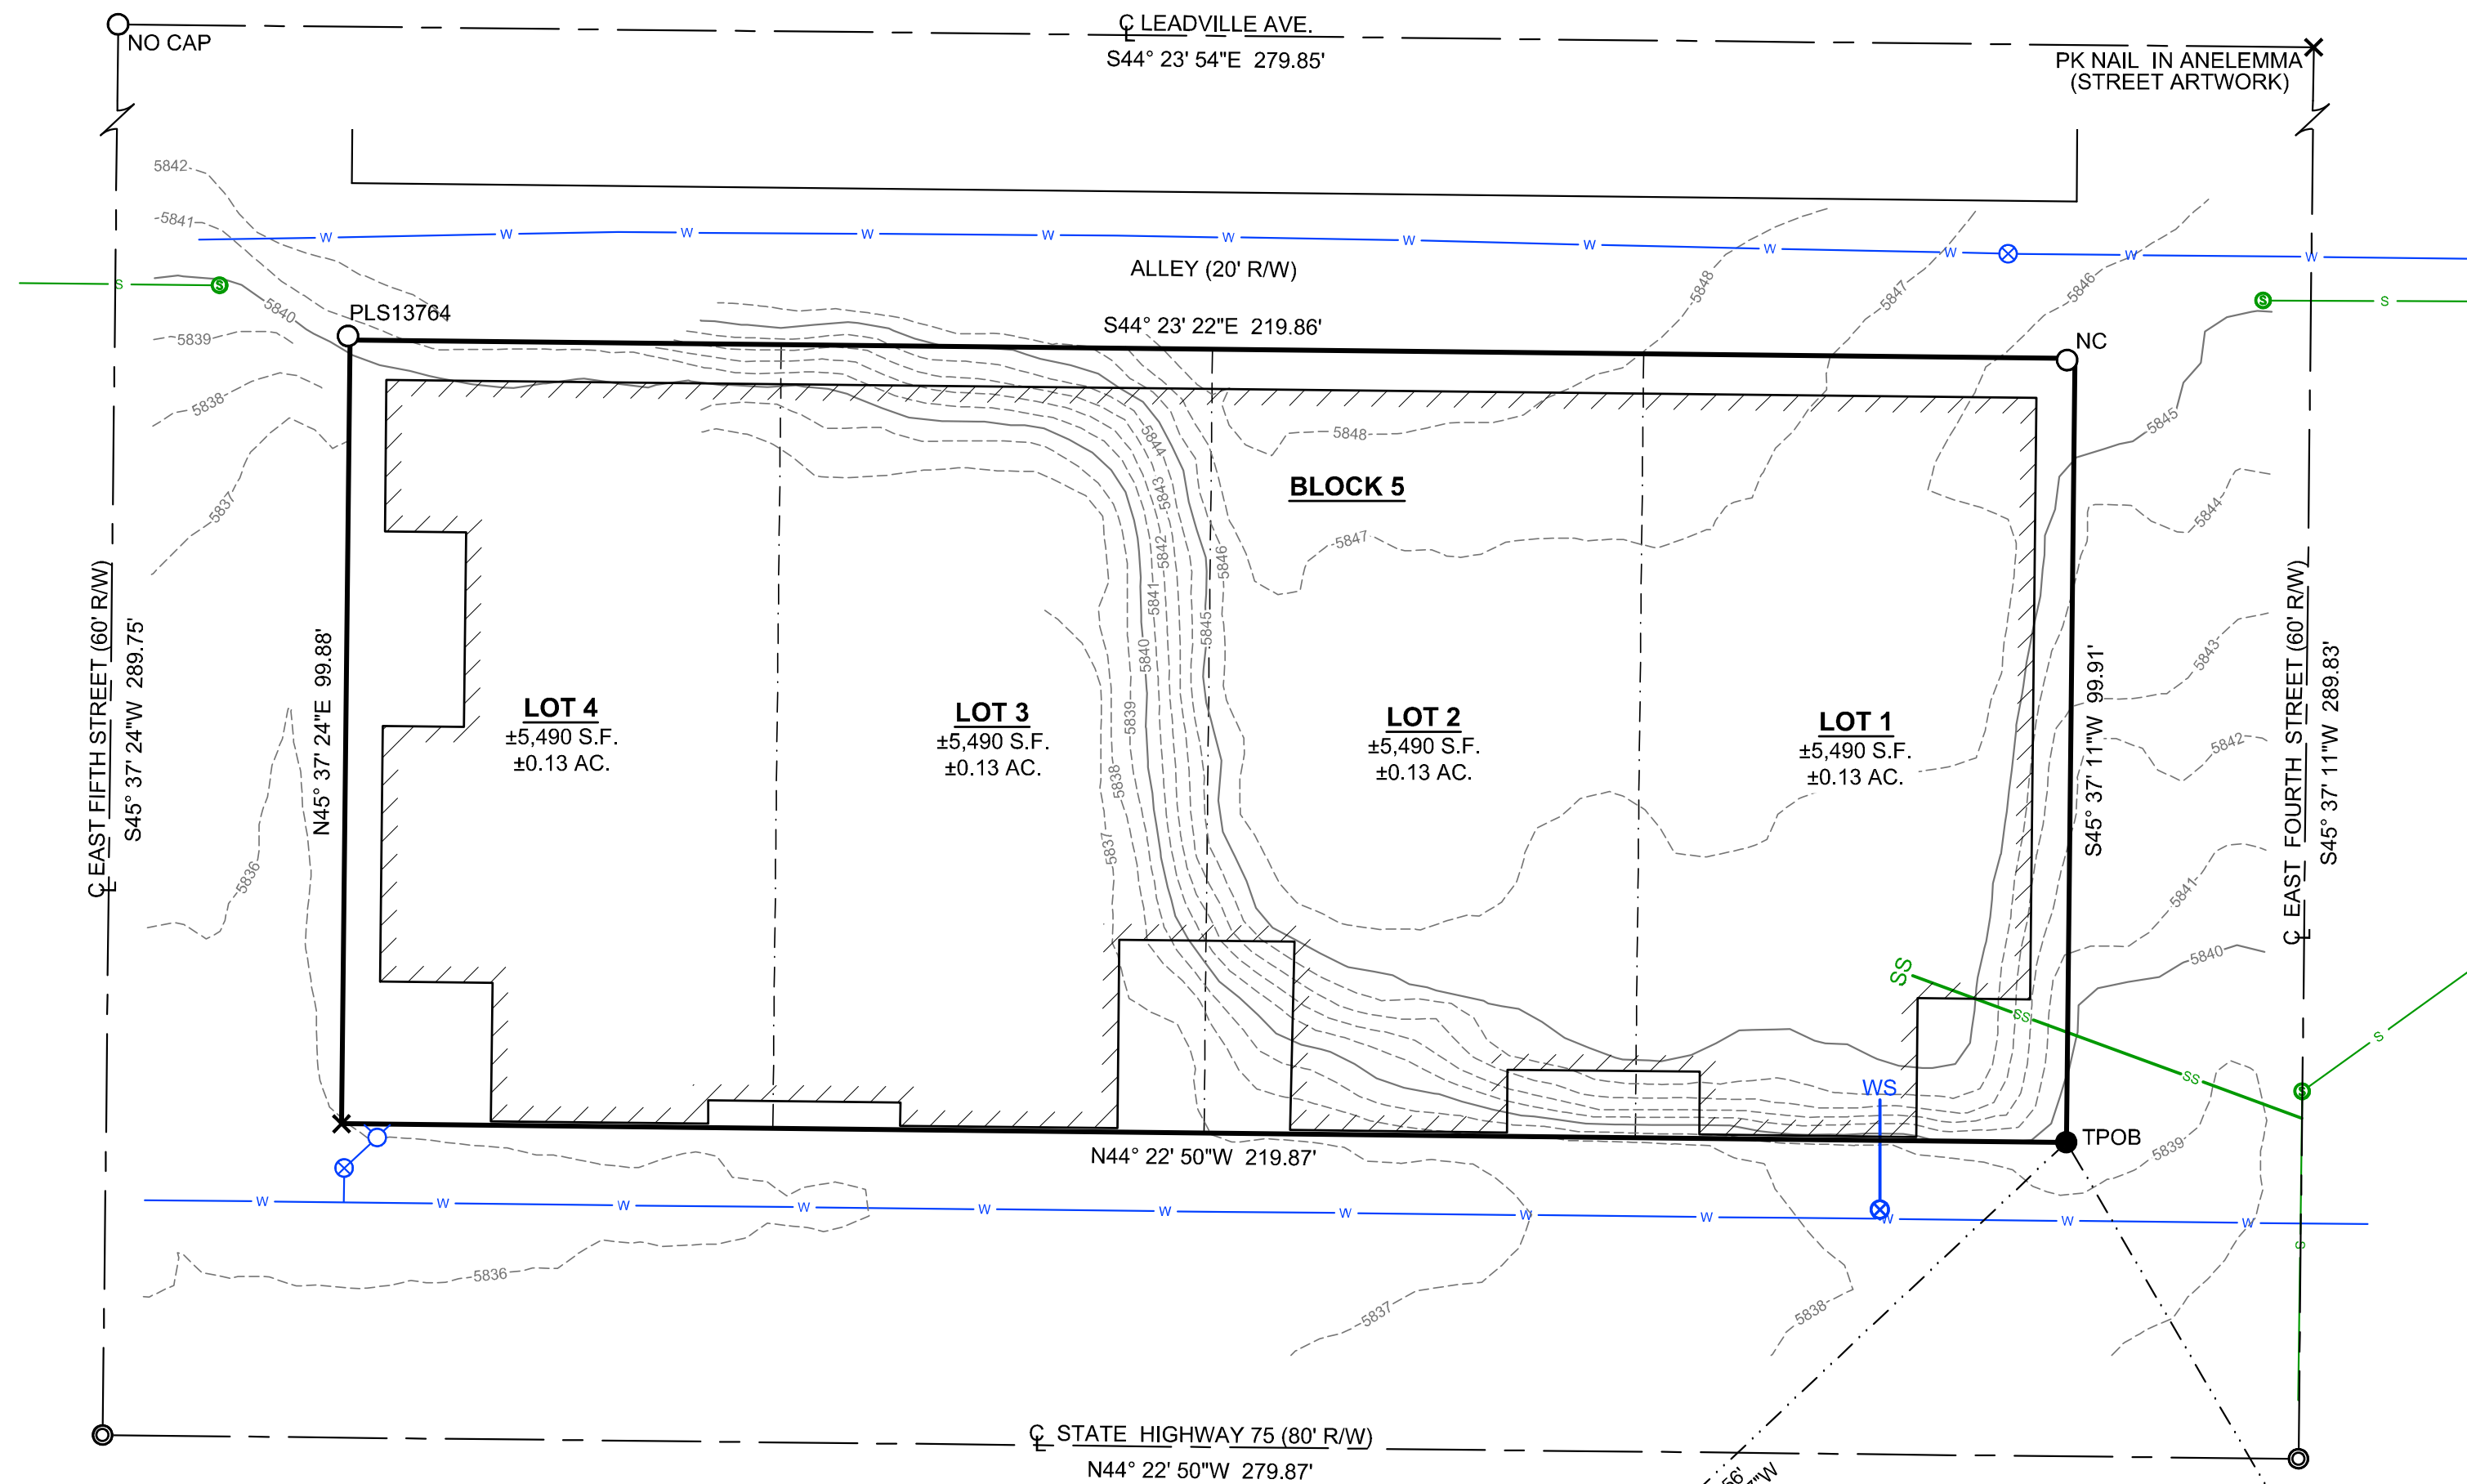 ℄ LEADVILLE AVE.
S44° 23' 54"E 279.85'
NO CAP
PK NAIL IN ANELEMMA
(STREET ARTWORK)
5842
5841
5840
5839
5838
5837
5836
W W W W W W W W W W W W
ALLEY (20' R/W)
S
S
S
S
PLS13764
S44° 23' 22"E 219.86'
NC
5848
5847
5846
5845
5844
5843
5842
5841
5840
5839
5848
5847
BLOCK 5
5844
5843
5842
5841
5840
5839
5838
5837
5846
5845
℄ EAST FIFTH STREET (60' R/W)
S45° 37' 24"W 289.75'
N45° 37' 24"E 99.88'
LOT 4
±5,490 S.F.
±0.13 AC.
LOT 3
±5,490 S.F.
±0.13 AC.
LOT 2
±5,490 S.F.
±0.13 AC.
LOT 1
±5,490 S.F.
±0.13 AC.
S45° 37' 11"W 99.91'
℄ EAST FOURTH STREET (60' R/W)
S45° 37' 11"W 289.83'
SS
SS
SS
S
S
S
WS
TPOB
N44° 22' 50"W 219.87'
W W W W W W W W W W W W
5836
5837
5838
℄ STATE HIGHWAY 75 (80' R/W)
N44° 22' 50"W 279.87'
56'
"W